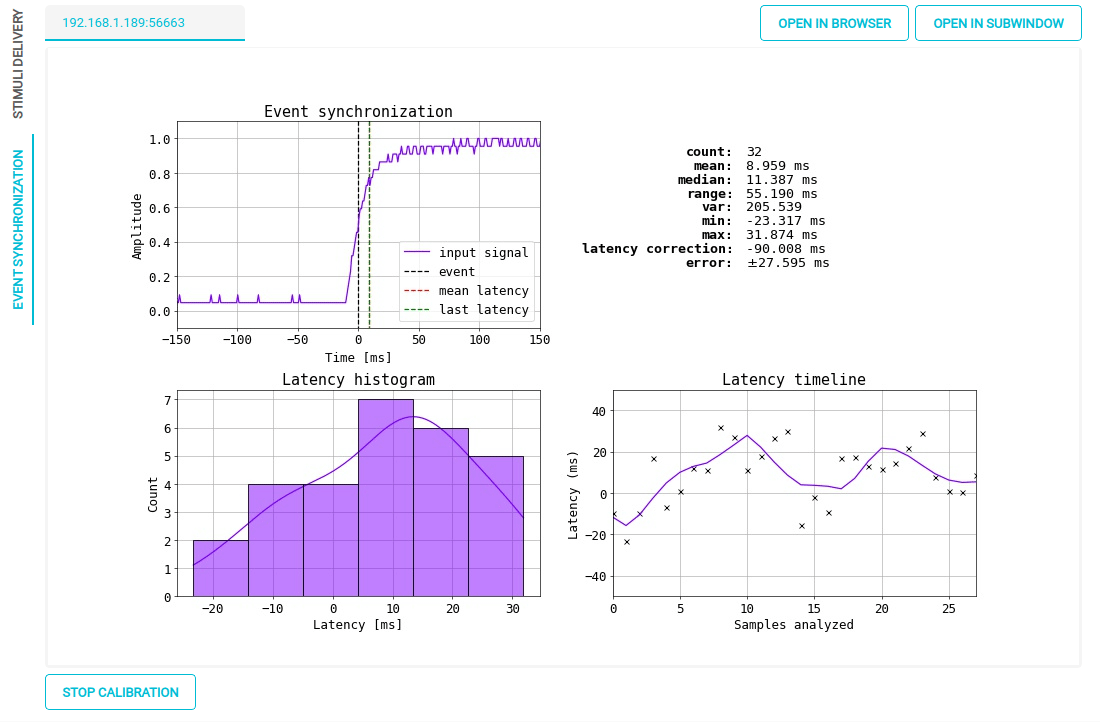 STIMULI DELIVERY
EVENT SYNCHRONIZATION
192.168.1.189:56663
OPEN IN BROWSER
OPEN IN SUBWINDOW
Event synchronization
Amplitude
1.0
0.8
0.6
0.4
0.2
0.0
input signal
event
mean latency
last latency
−150 −100 −50 0 50 100 150
Time [ms]
count: 32
mean: 8.959 ms
median: 11.387 ms
range: 55.190 ms
var: 205.539
min: -23.317 ms
max: 31.874 ms
latency correction: -90.008 ms
error: ±27.595 ms
Latency histogram
Count
7
6
5
4
3
2
1
0
−20 −10 0 10 20 30
Latency [ms]
Latency timeline
Latency (ms)
40
20
0
−20
−40
0 5 10 15 20 25
Samples analyzed
STOP CALIBRATION